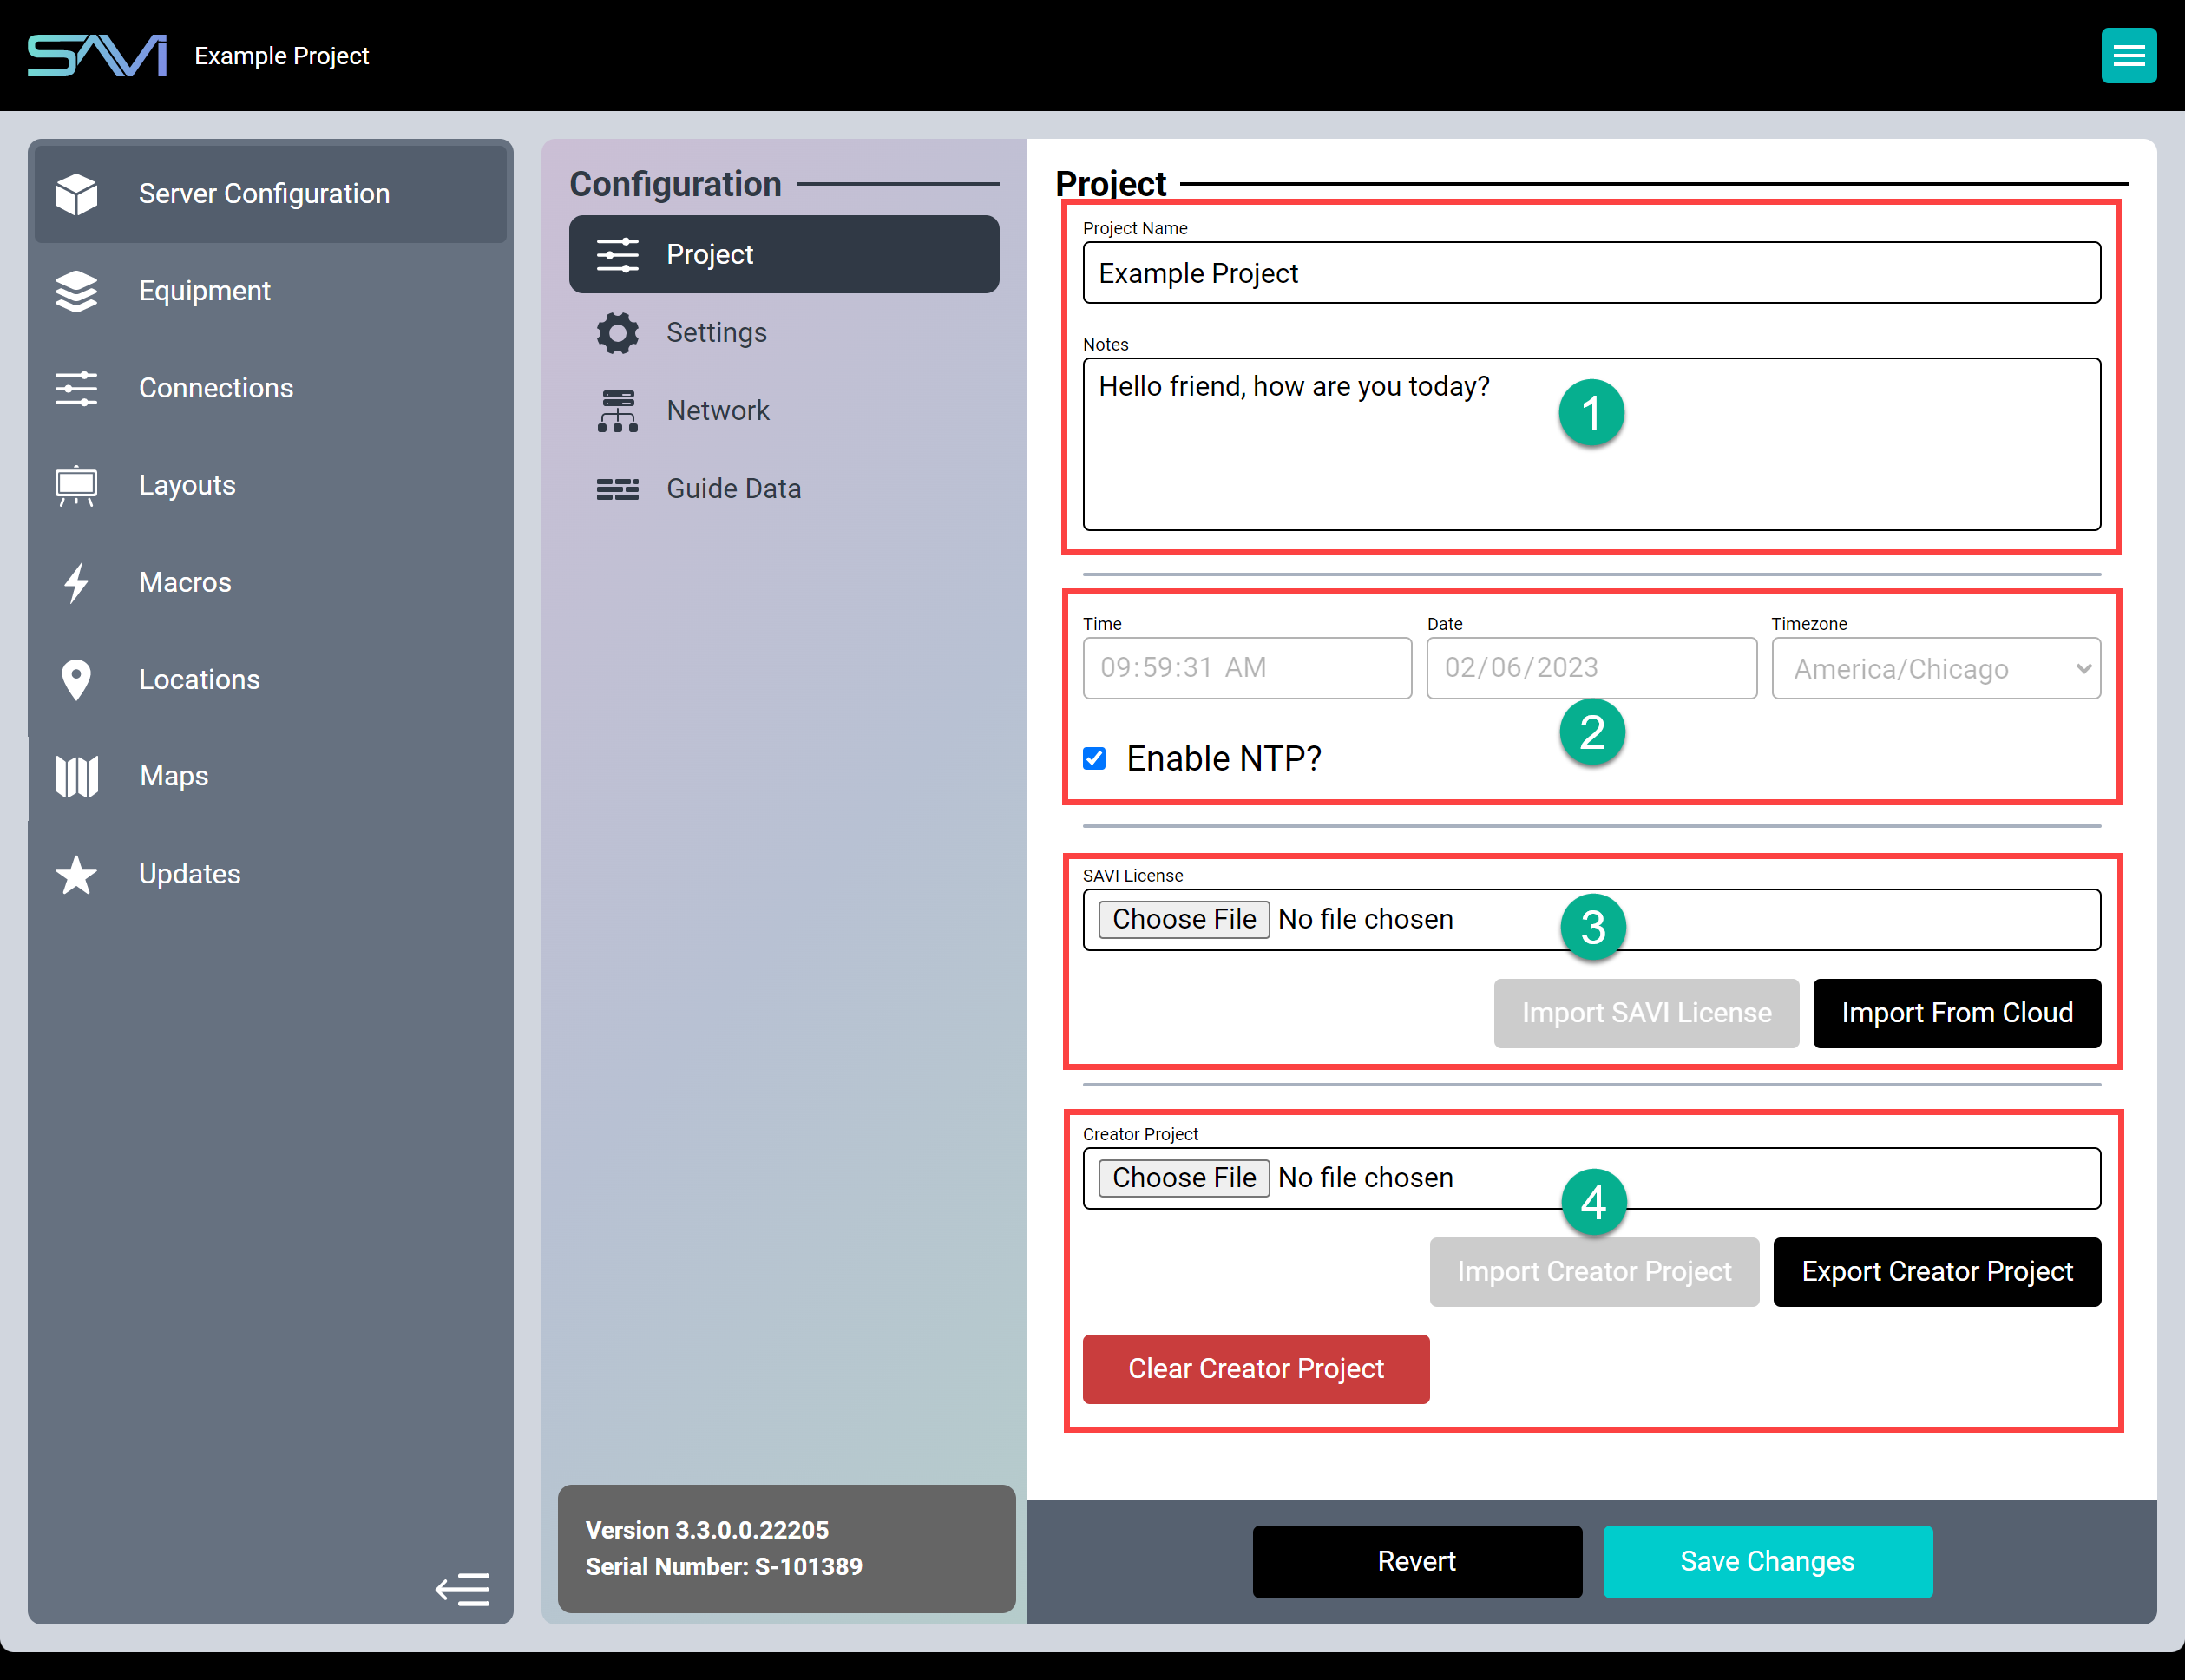 SAVI Example Project
Server Configuration
Equipment
Connections
Layouts
Macros
Locations
Maps
Updates
Configuration
Project
Settings
Network
Guide Data
Version 3.3.0.0.22205
Serial Number: S-101389
Project
Project Name
Example Project
Notes
Hello friend, how are you today?
1
Time Date Timezone
09:59:31 AM 02/06/2023 America/Chicago
2
Enable NTP?
SAVI License
Choose File No file chosen
3
Import SAVI License Import From Cloud
Creator Project
Choose File No file chosen
4
Import Creator Project Export Creator Project
Clear Creator Project
Revert Save Changes